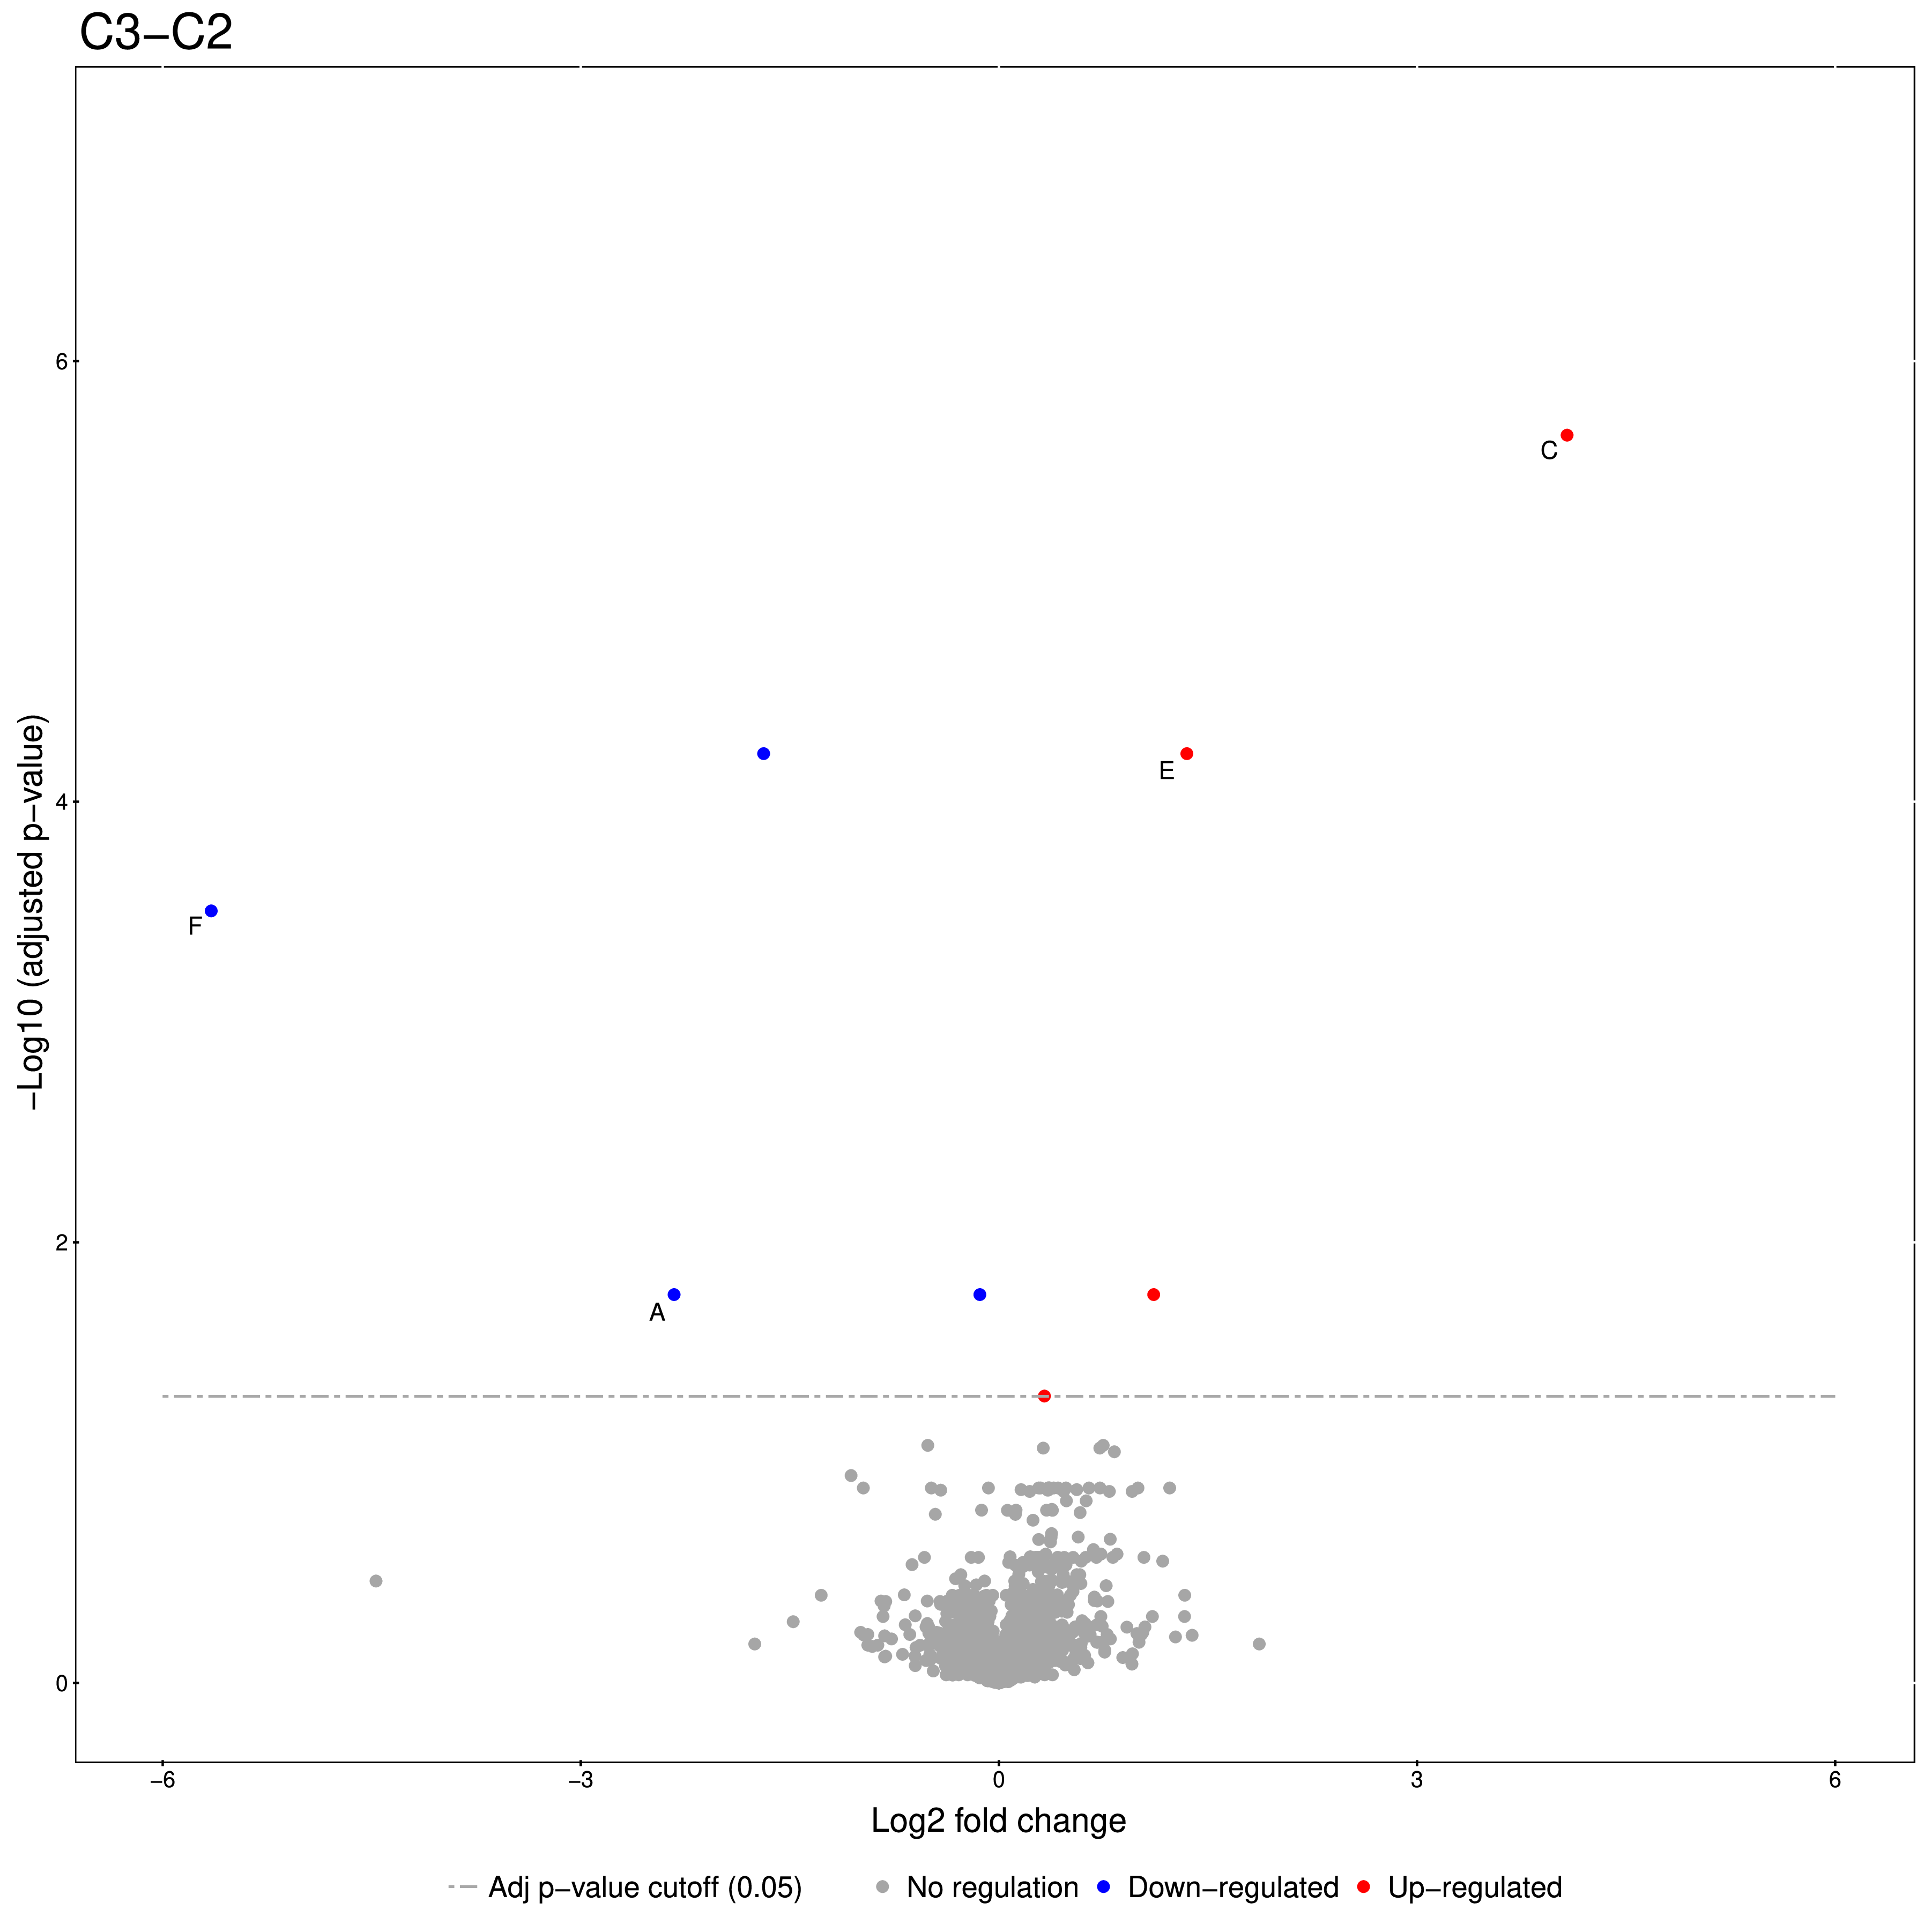 C3−C2
−Log10 (adjusted p−value)
6
4
2
0
C
E
F
A
−6 −3 0 3 6
Log2 fold change
Adj p−value cutoff (0.05) No regulation Down−regulated Up−regulated